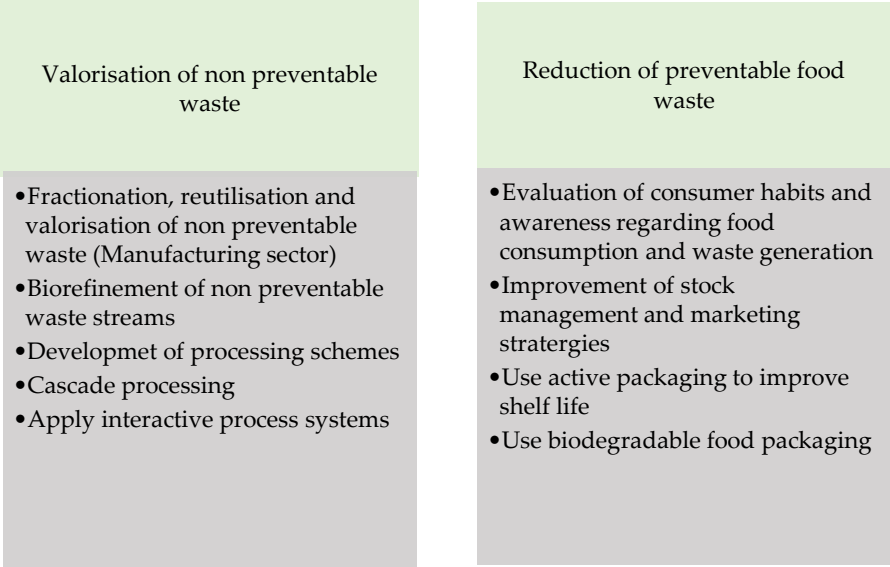 Valorisation of non preventable
waste
•Fractionation, reutilisation and
valorisation of non preventable
waste (Manufacturing sector)
•Biorefinement of non preventable
waste streams
•Developmet of processing schemes
•Cascade processing
•Apply interactive process systems
Reduction of preventable food
waste
•Evaluation of consumer habits and
awareness regarding food
consumption and waste generation
•Improvement of stock
management and marketing
stratergies
•Use active packaging to improve
shelf life
•Use biodegradable food packaging